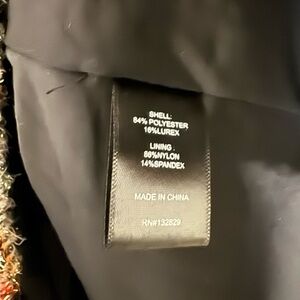 SHELL:
84% POLYESTER
16%LUREX
LINING:
86%NYLON
14%SPANDEX
MADE IN CHINA
RN#132829